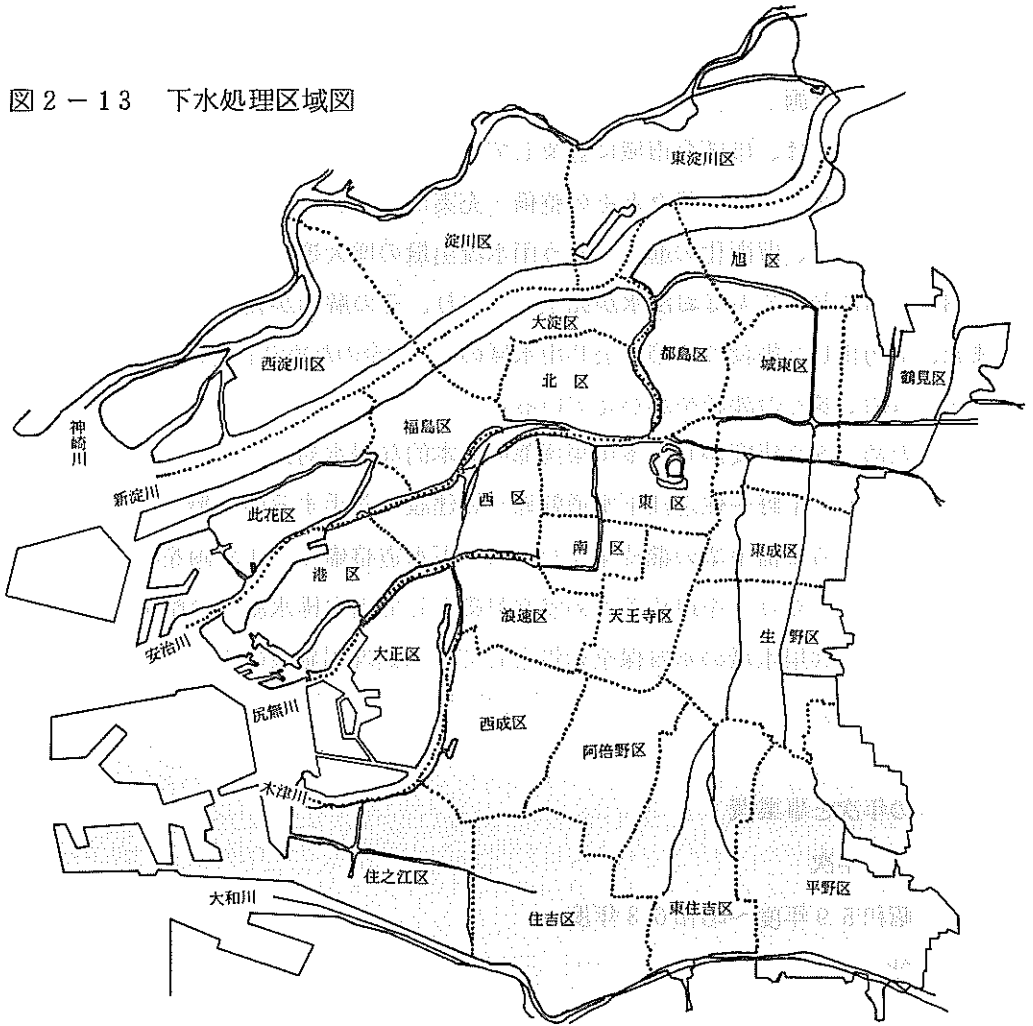 図2－13 下水処理区域図
東淀川区
淀川区
旭 区
大淀区
西淀川区
都島区
城東区
北 区
鶴見区
福島区
神崎川
新淀川
西 区
東 区
此花区
南 区
東成区
港 区
浪速区
天王寺区
生 野区
安治川
大正区
尻無川
西成区
阿倍野区
木津川
住之江区
平野区
大和川
住吉区
東住吉区